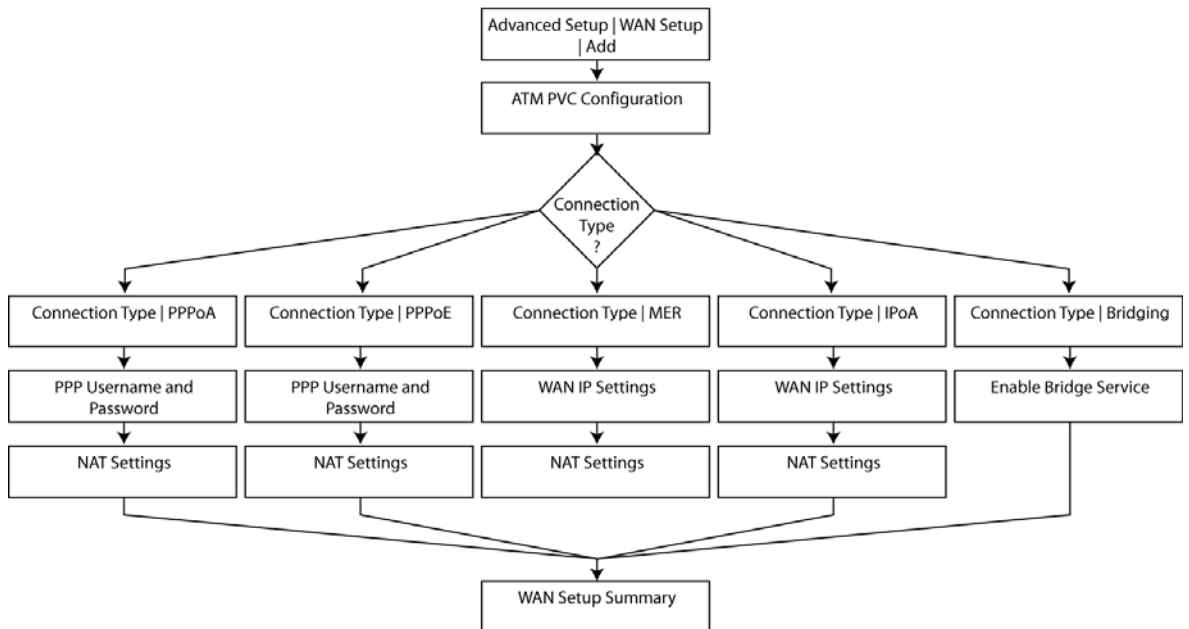 Advanced Setup | WAN Setup
| Add
ATM PVC Configuration
Connection
Type
?
Connection Type | PPPoA
Connection Type | PPPoE
Connection Type | MER
Connection Type | IPoA
Connection Type | Bridging
PPP Username and
Password
PPP Username and
Password
WAN IP Settings
WAN IP Settings
Enable Bridge Service
NAT Settings
NAT Settings
NAT Settings
NAT Settings
WAN Setup Summary